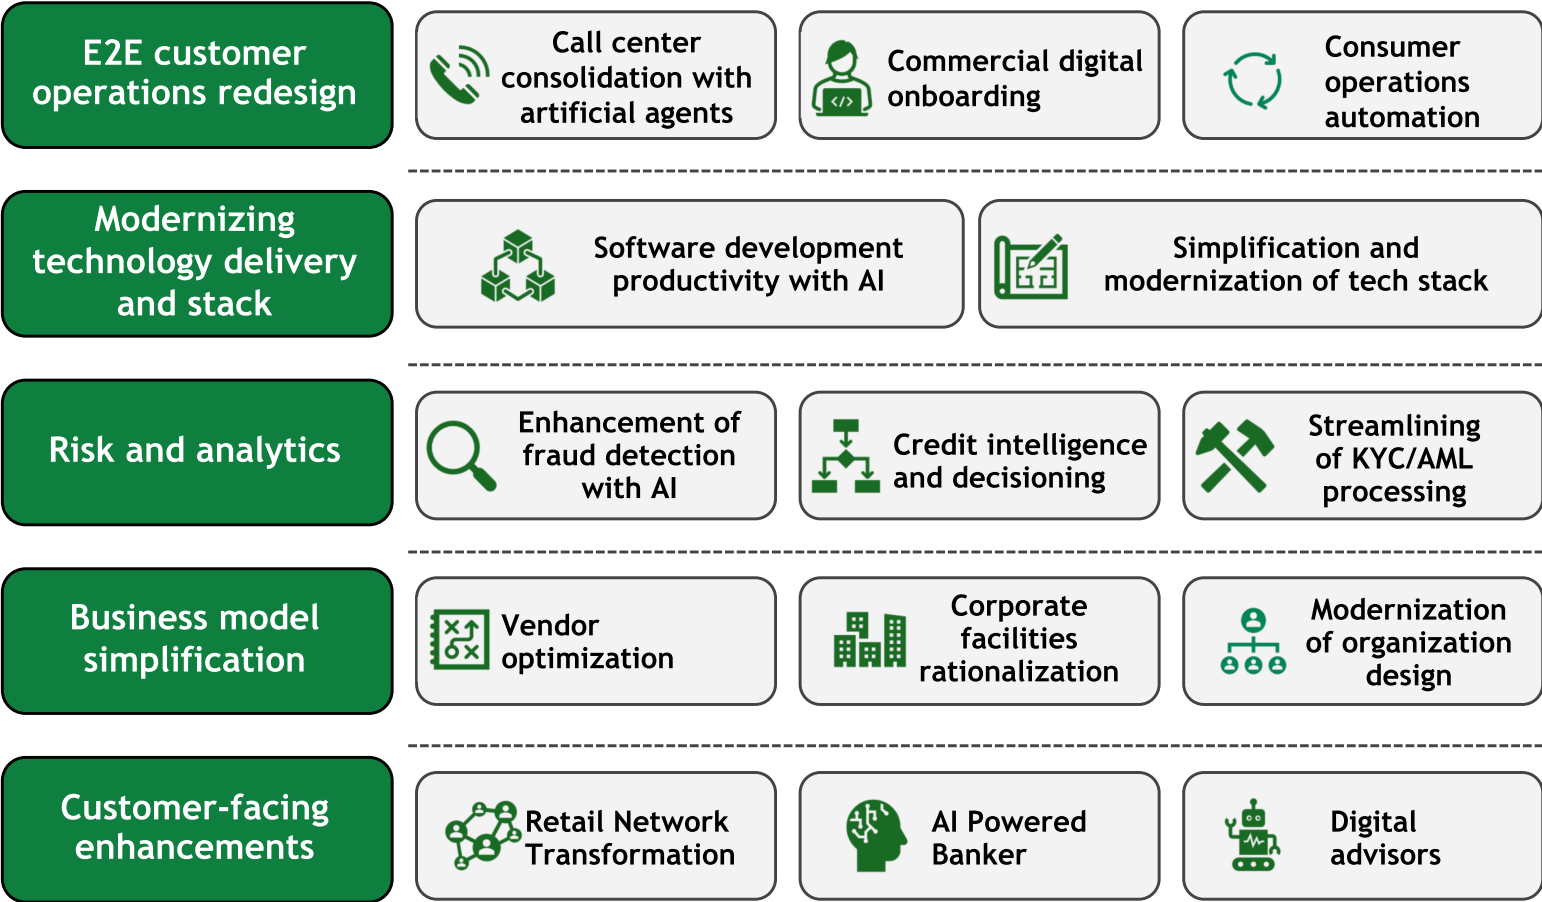 E2E customer
operations redesign
Call center
consolidation with
artificial agents
Commercial digital
onboarding
Consumer
operations
automation
Modernizing
technology delivery
and stack
Software development
productivity with AI
Simplification and
modernization of tech stack
Risk and analytics
Enhancement of
fraud detection
with AI
Credit intelligence
and decisioning
Streamlining
of KYC/AML
processing
Business model
simplification
Vendor
optimization
Corporate
facilities
rationalization
Modernization
of organization
design
Customer-facing
enhancements
Retail Network
Transformation
AI Powered
Banker
Digital
advisors